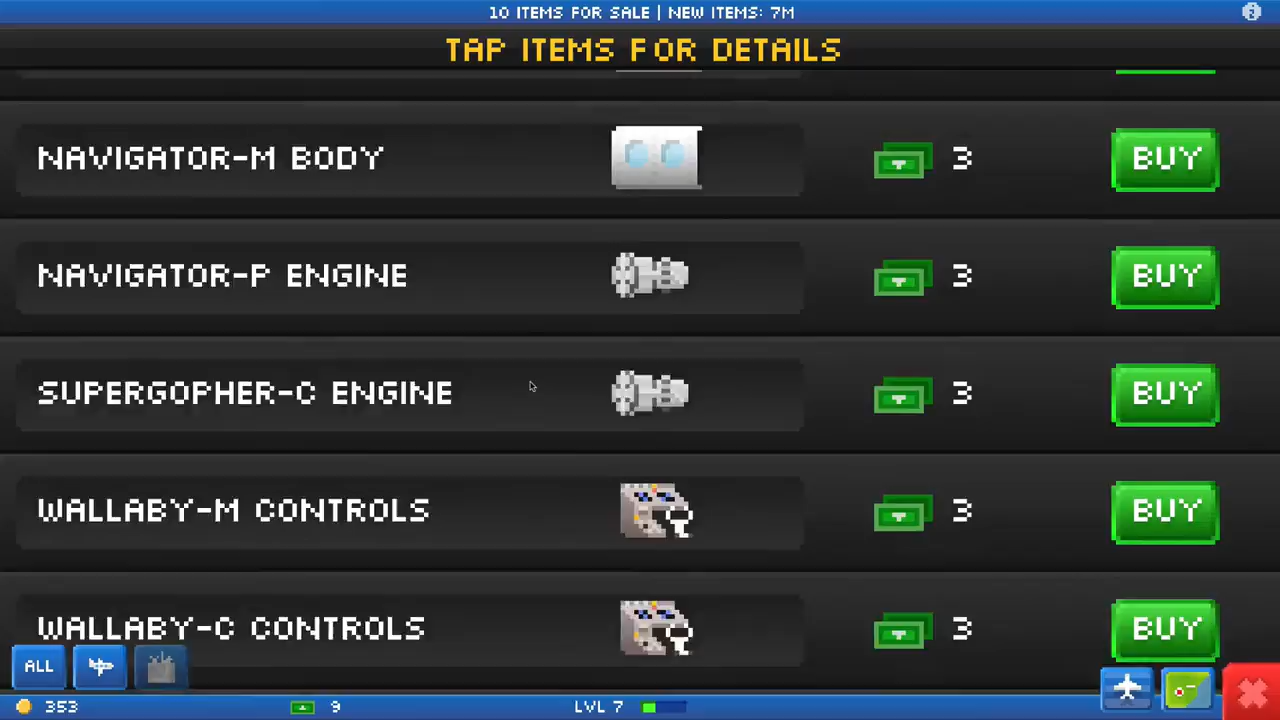 10 ITEMS FOR SALE | NEW ITEMS: 7M
TAP ITEMS FOR DETAILS
NAVIGATOR-M BODY 3 BUY
NAVIGATOR-P ENGINE 3 BUY
SUPERGOPHER-C ENGINE 3 BUY
WALLABY-M CONTROLS 3 BUY
WALLABY-C CONTROLS 3 BUY
ALL
353 9 LVL 7